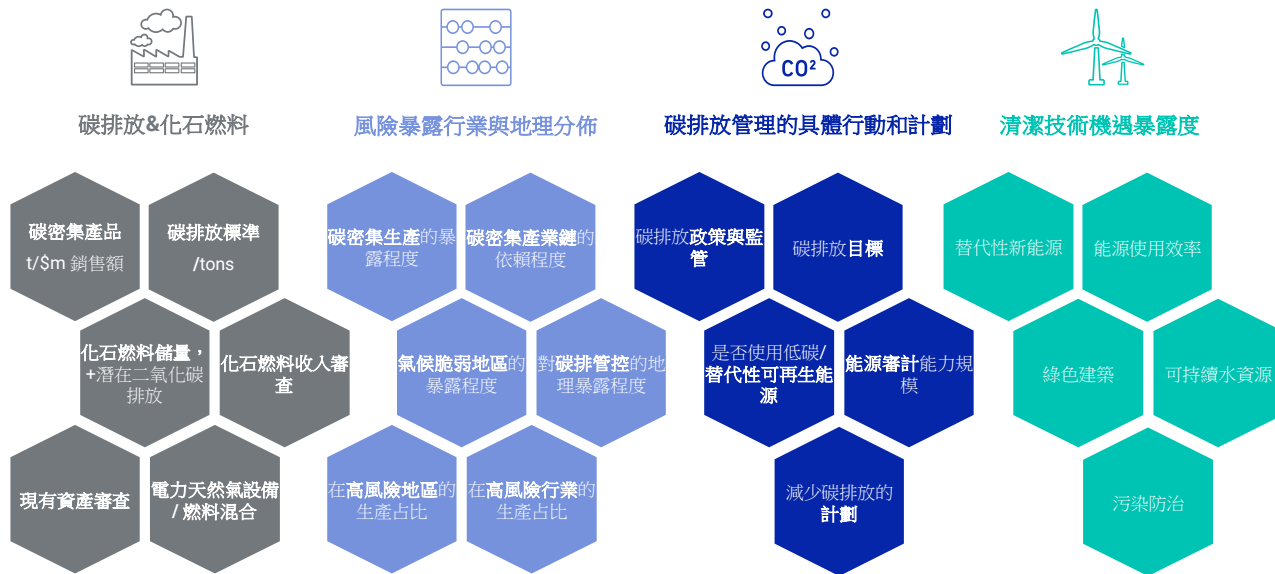 CO²
碳排放&化石燃料
風險暴露行業與地理分佈
碳排放管理的具體行動和計劃
清潔技術機遇暴露度
碳密集產品
t/$m 銷售額
碳排放標準
/tons
化石燃料儲量，
+潛在二氧化碳
排放
化石燃料收入審
查
現有資產審查
電力天然氣設備
/ 燃料混合
碳密集生產的暴
露程度
碳密集產業鏈的
依賴程度
氣候脆弱地區的
暴露程度
對碳排管控的地
理暴露程度
在高風險地區的
生產占比
在高風險行業的
生產占比
碳排放政策與監
管
碳排放目標
是否使用低碳/
替代性可再生能
源
能源審計能力規
模
減少碳排放的
計劃
替代性新能源
能源使用效率
綠色建築
可持續水資源
污染防治